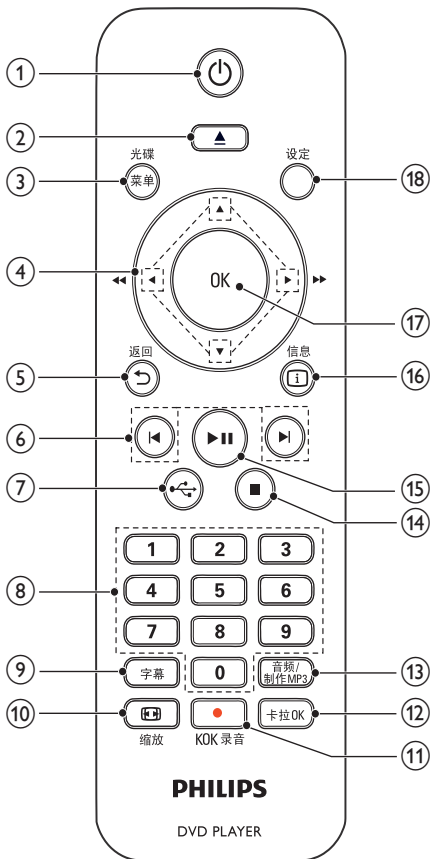 ①
②
光碟
设定
③
菜单
⑱
④
OK
⑰
返回
信息
⑤
i
⑯
⑥
⑮
⑦
⑭
1 2 3
⑧
4 5 6
7 8 9
⑨
字幕
0
音频/
制作MP3
⑬
⑩
卡拉OK
⑫
缩放
KOK 录音
⑪
PHILIPS
DVD PLAYER